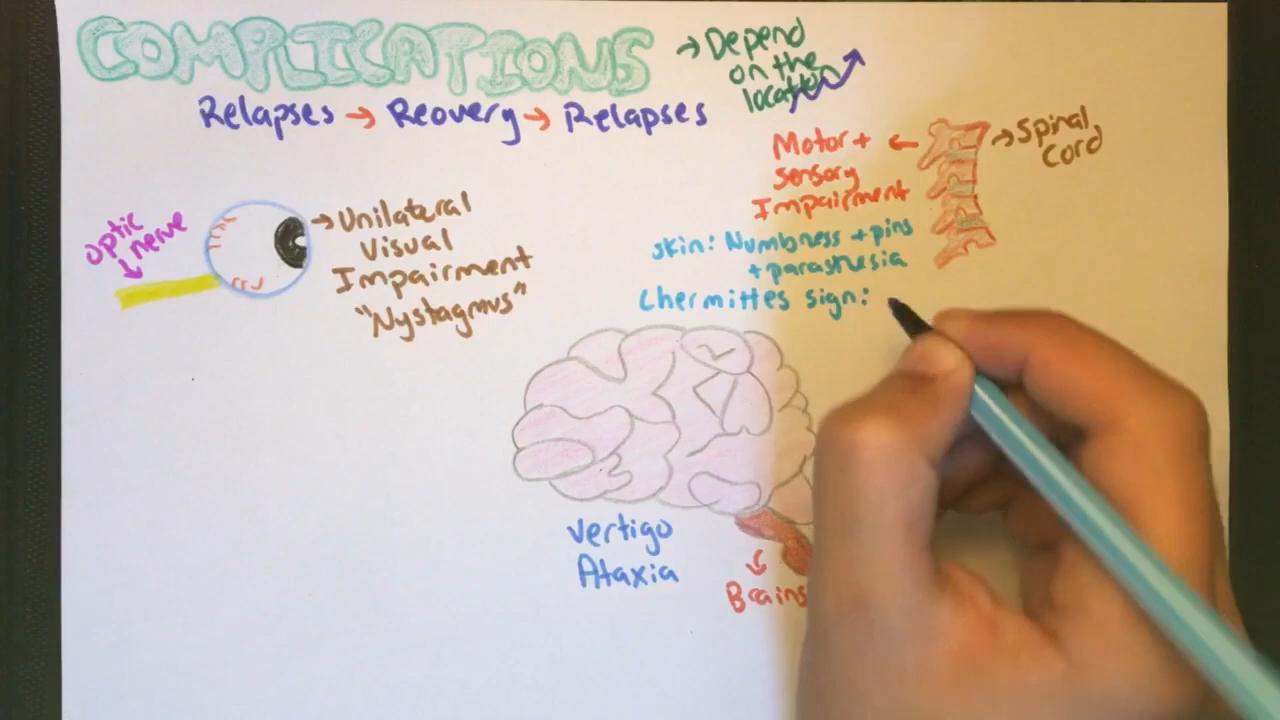 COMPLICATIONS
→ Depend
on the
location
Relapses → Reovery → Relapses
optic
nerve
→ Unilateral
Visual
Impairment
"Nystagmus"
Motor +
Sensory
Impairment
→ Spinal
Cord
skin: Numbness + pins
+ parasthesia
Lhermittes sign:
Vertigo
Ataxia